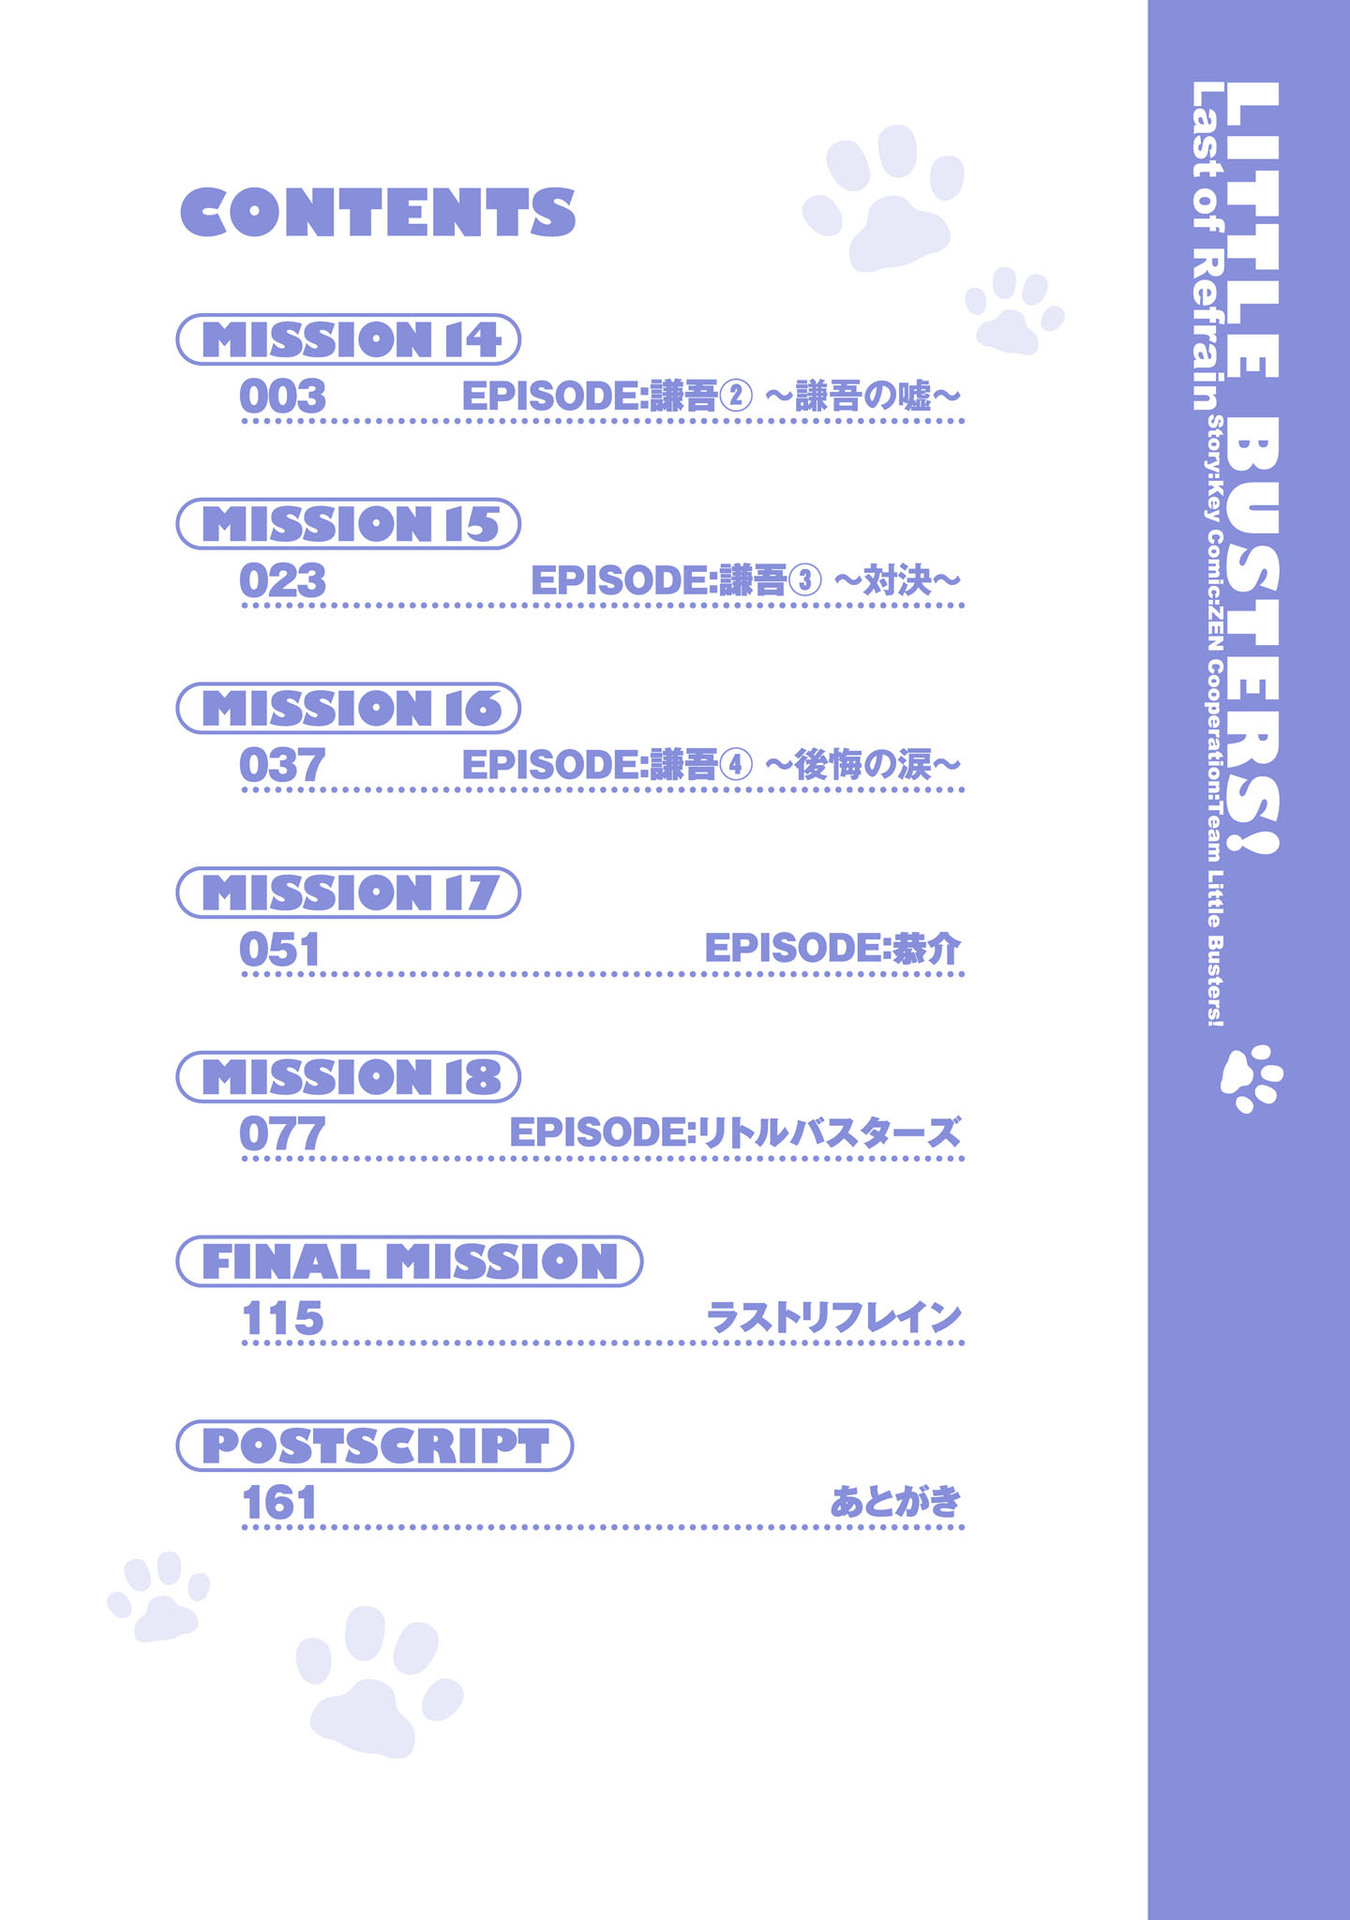 CONTENTS
MISSION 14
003 EPISODE:謙吾② ～謙吾の嘘～
MISSION 15
023 EPISODE:謙吾③ ～対決～
MISSION 16
037 EPISODE:謙吾④ ～後悔の涙～
MISSION 17
051 EPISODE:恭介
MISSION 18
077 EPISODE:リトルバスターズ
FINAL MISSION
115 ラストリフレイン
POSTSCRIPT
161 あとがき
LITTLE BUSTERS!
Last of Refrain
Story:Key Comic:ZEN Cooperation:Team Little Busters!